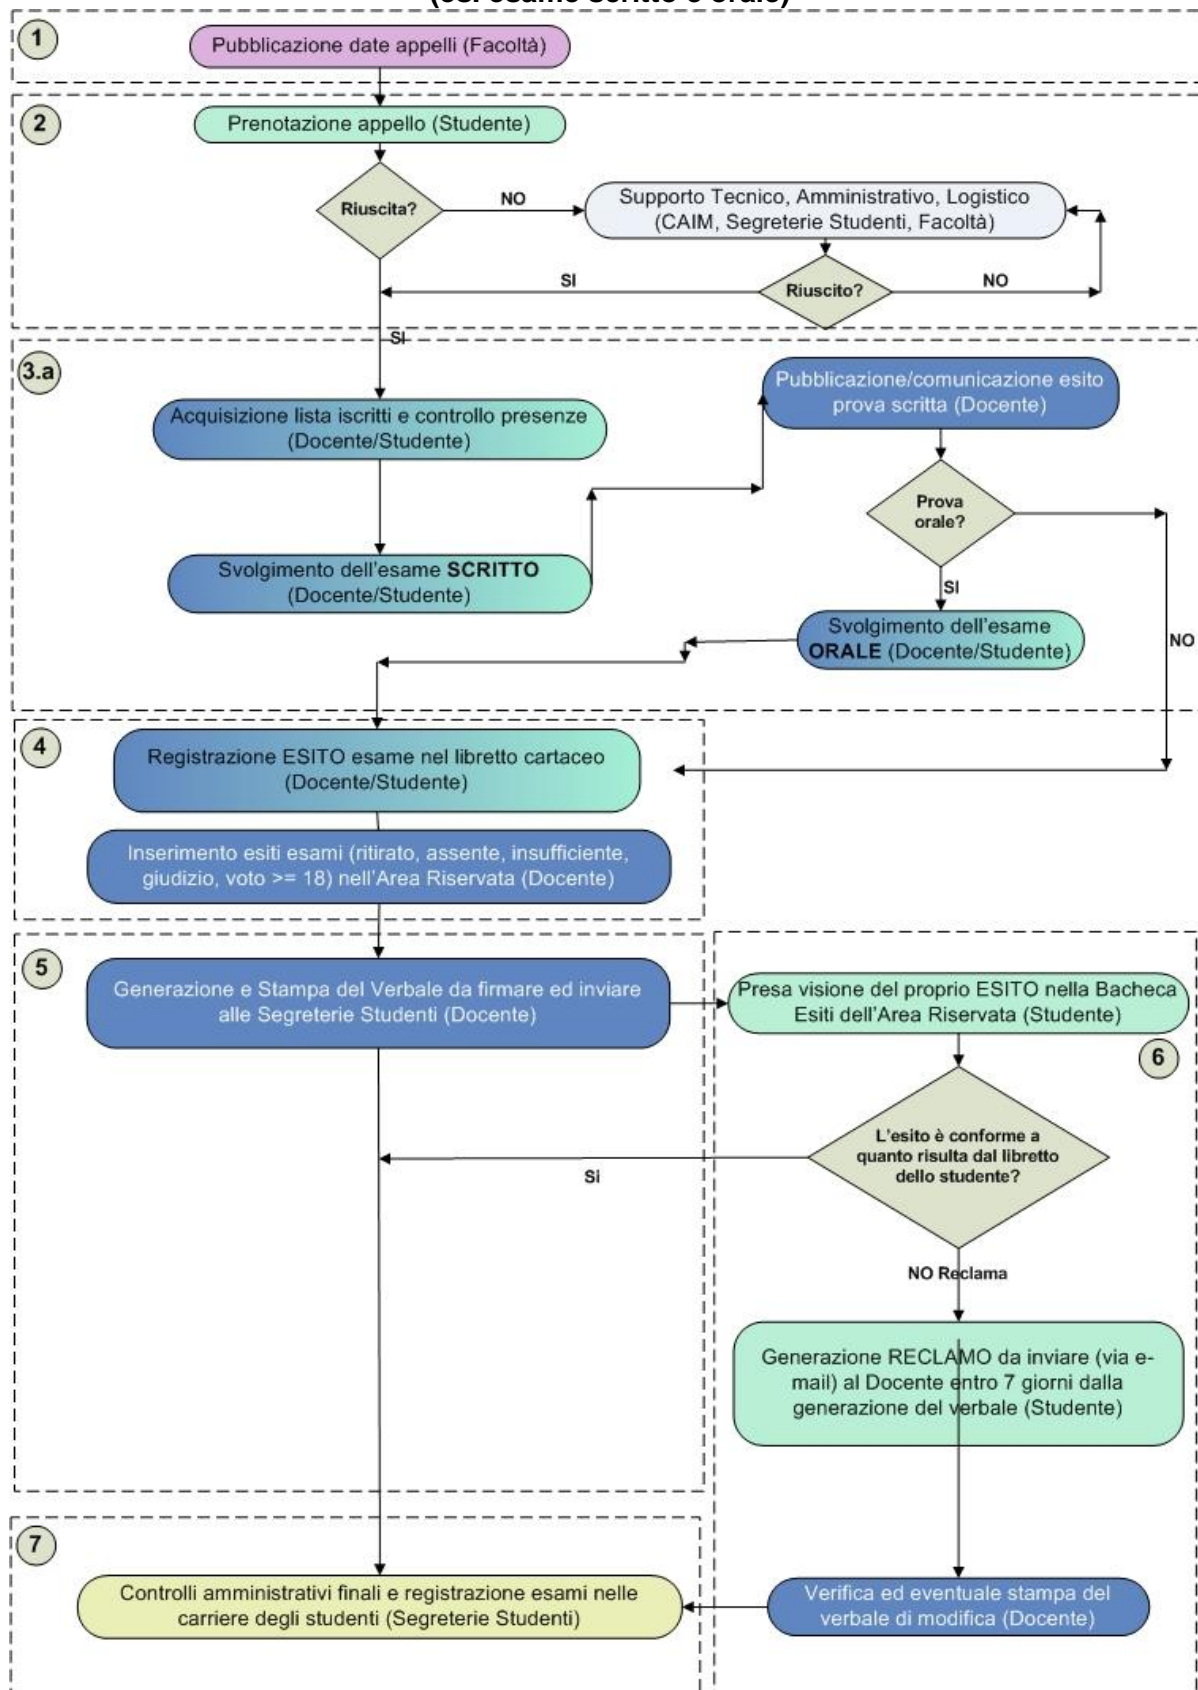 (es. esame scritto e orale)
1
Pubblicazione date appelli (Facoltà)
2
Prenotazione appello (Studente)
Riuscita?
NO
Supporto Tecnico, Amministrativo, Logistico
(CAIM, Segreterie Studenti, Facoltà)
SI
Riuscito?
NO
SI
3.a
Acquisizione lista iscritti e controllo presenze
(Docente/Studente)
Svolgimento dell'esame SCRITTO
(Docente/Studente)
Pubblicazione/comunicazione esito
prova scritta (Docente)
Prova
orale?
SI
NO
Svolgimento dell'esame
ORALE (Docente/Studente)
4
Registrazione ESITO esame nel libretto cartaceo
(Docente/Studente)
Inserimento esiti esami (ritirato, assente, insufficiente,
giudizio, voto >= 18) nell'Area Riservata (Docente)
5
Generazione e Stampa del Verbale da firmare ed inviare
alle Segreterie Studenti (Docente)
Presa visione del proprio ESITO nella Bacheca
Esiti dell'Area Riservata (Studente)
6
L'esito è conforme a
quanto risulta dal libretto
dello studente?
Si
NO Reclama
Generazione RECLAMO da inviare (via e-
mail) al Docente entro 7 giorni dalla
generazione del verbale (Studente)
7
Controlli amministrativi finali e registrazione esami nelle
carriere degli studenti (Segreterie Studenti)
Verifica ed eventuale stampa del
verbale di modifica (Docente)